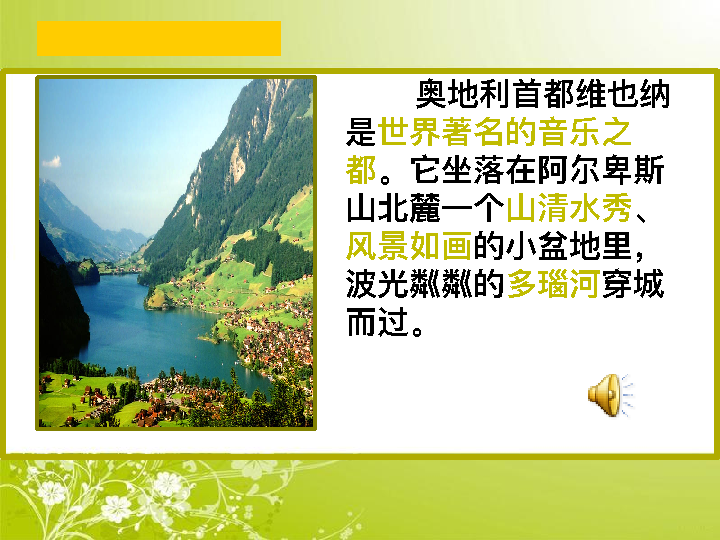 奥地利首都维也纳
是世界著名的音乐之
都。它坐落在阿尔卑斯
山北麓一个山清水秀、
风景如画的小盆地里，
波光粼粼的多瑙河穿城
而过。